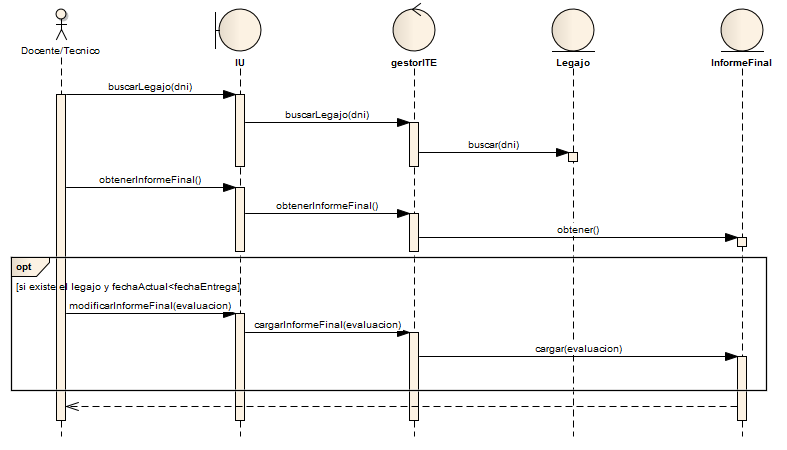 Docente/Tecnico
IU
gestorITE
Legajo
InformeFinal
buscarLegajo(dni)
buscarLegajo(dni)
buscar(dni)
obtenerInformeFinal()
obtenerInformeFinal()
obtener()
opt
[si existe el legajo y fechaActual<fechaEntrega]
modificarInformeFinal(evaluacion)
cargarInformeFinal(evaluacion)
cargar(evaluacion)